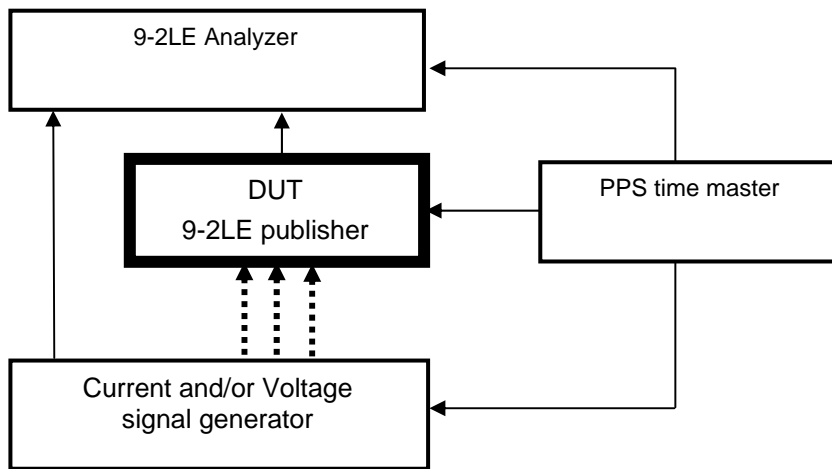 9-2LE Analyzer
DUT
9-2LE publisher
PPS time master
Current and/or Voltage
signal generator